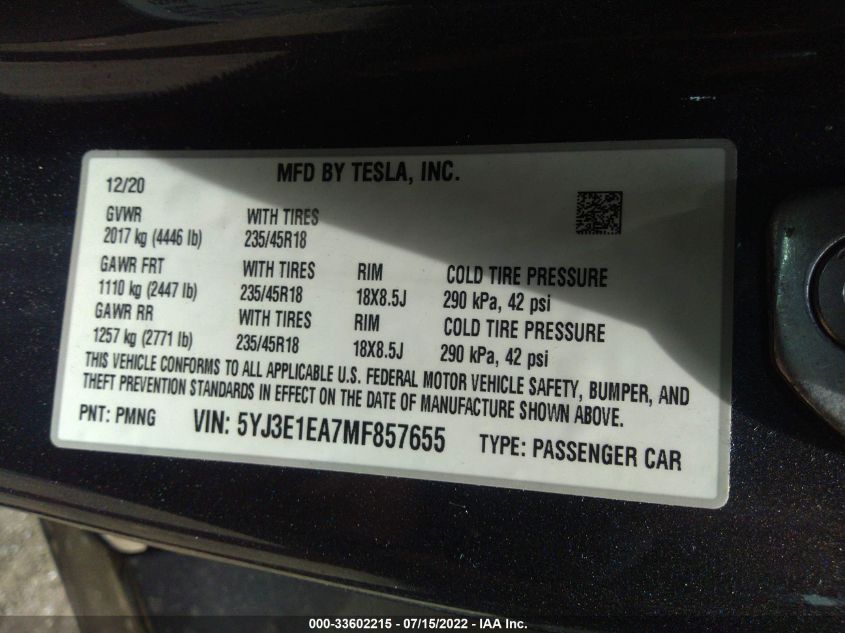 MFD BY TESLA, INC.
12/20
GVWR WITH TIRES
2017 kg (4446 lb) 235/45R18
GAWR FRT WITH TIRES RIM COLD TIRE PRESSURE
1110 kg (2447 lb) 235/45R18 18X8.5J 290 kPa, 42 psi
GAWR RR WITH TIRES RIM COLD TIRE PRESSURE
1257 kg (2771 lb) 235/45R18 18X8.5J 290 kPa, 42 psi
THIS VEHICLE CONFORMS TO ALL APPLICABLE U.S. FEDERAL MOTOR VEHICLE SAFETY, BUMPER, AND
THEFT PREVENTION STANDARDS IN EFFECT ON THE DATE OF MANUFACTURE SHOWN ABOVE.
PNT: PMNG VIN: 5YJ3E1EA7MF857655 TYPE: PASSENGER CAR
000-33602215 - 07/15/2022 - IAA Inc.